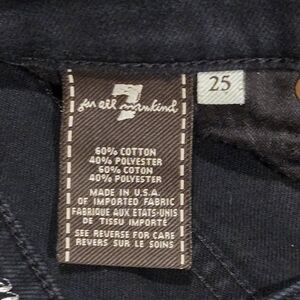 7
for all mankind
25
60% COTTON
40% POLYESTER
60% COTON
40% POLYESTER
MADE IN U.S.A.
OF IMPORTED FABRIC
FABRIQUE AUX ETATS-UNIS
DE TISSU IMPORTÉ
SEE REVERSE FOR CARE
REVERS SUR LE SOINS